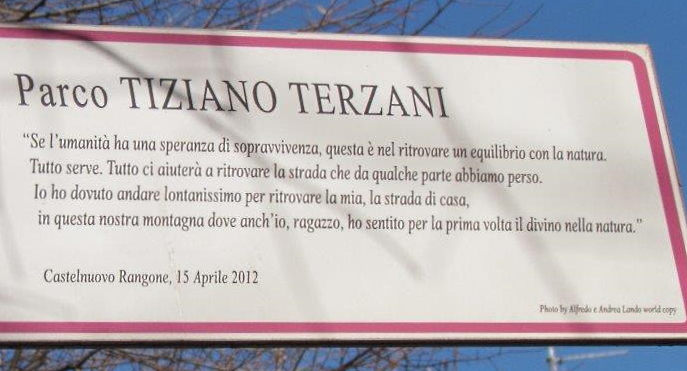 Parco TIZIANO TERZANI
“Se l’umanità ha una speranza di sopravvivenza, questa è nel ritrovare un equilibrio con la natura.
Tutto serve. Tutto ci aiuterà a ritrovare la strada che da qualche parte abbiamo perso.
Io ho dovuto andare lontanissimo per ritrovare la mia, la strada di casa,
in questa nostra montagna dove anch’io, ragazzo, ho sentito per la prima volta il divino nella natura.”
Castelnuovo Rangone, 15 Aprile 2012
Photo by Alfredo e Andrea Lando world copy